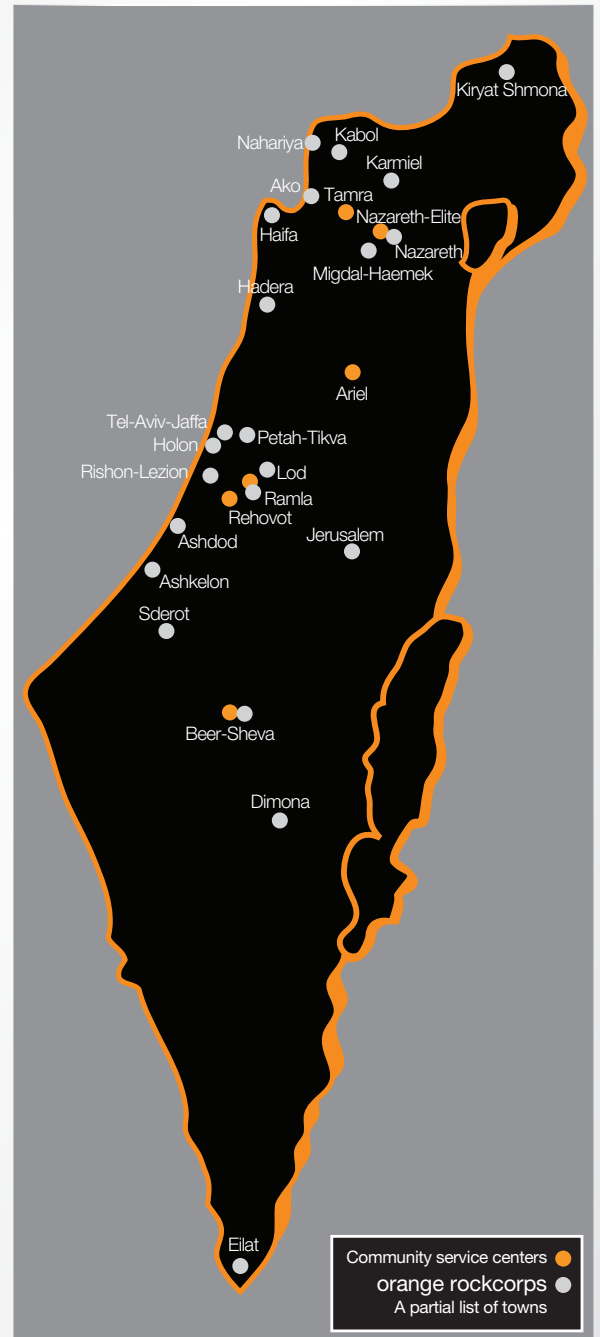 Kiryat Shmona
Nahariya
Kabol
Karmiel
Ako
Tamra
Nazareth-Elite
Haifa
Nazareth
Migdal-Haemek
Hadera
Ariel
Tel-Aviv-Jaffa
Petah-Tikva
Holon
Rishon-Lezion
Lod
Ramla
Rehovot
Ashdod
Jerusalem
Ashkelon
Sderot
Beer-Sheva
Dimona
Eilat
Community service centers
orange rockcorps
A partial list of towns